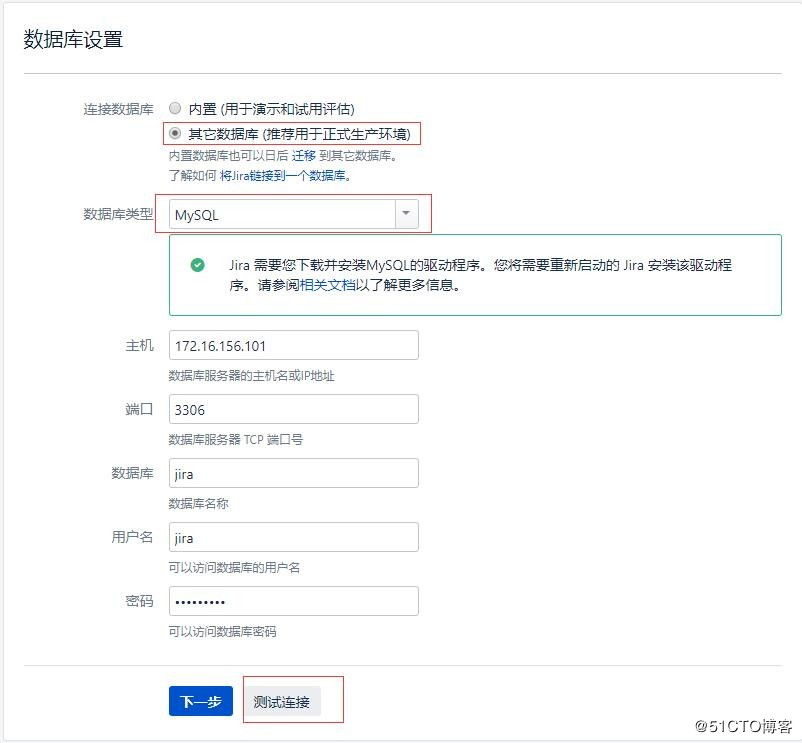 数据库设置
连接数据库 内置 (用于演示和试用评估)
其它数据库 (推荐用于正式生产环境)
内置数据库也可以日后 迁移 到其它数据库。
了解如何 将Jira链接到一个数据库。
数据库类型 MySQL
Jira 需要您下载并安装MySQL的驱动程序。您将需要重新启动的 Jira 安装该驱动程
序。请参阅相关文档以了解更多信息。
主机 172.16.156.101
数据库服务器的主机名或IP地址
端口 3306
数据库服务器 TCP 端口号
数据库 jira
数据库名称
用户名 jira
可以访问数据库的用户名
密码 •••••••••
可以访问数据库密码
下一步 测试连接
@51CTO博客